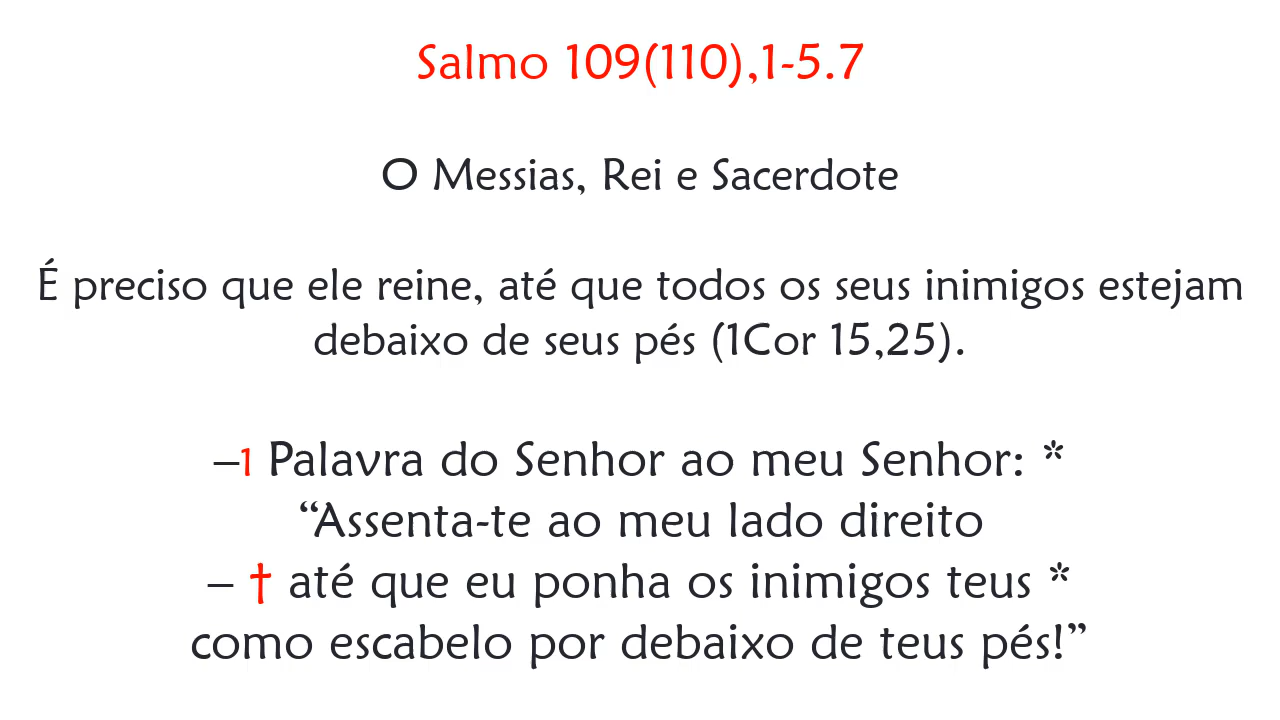 Salmo 109(110),1-5.7
O Messias, Rei e Sacerdote
É preciso que ele reine, até que todos os seus inimigos estejam
debaixo de seus pés (1Cor 15,25).
–1 Palavra do Senhor ao meu Senhor: *
“Assenta-te ao meu lado direito
– † até que eu ponha os inimigos teus *
como escabelo por debaixo de teus pés!”